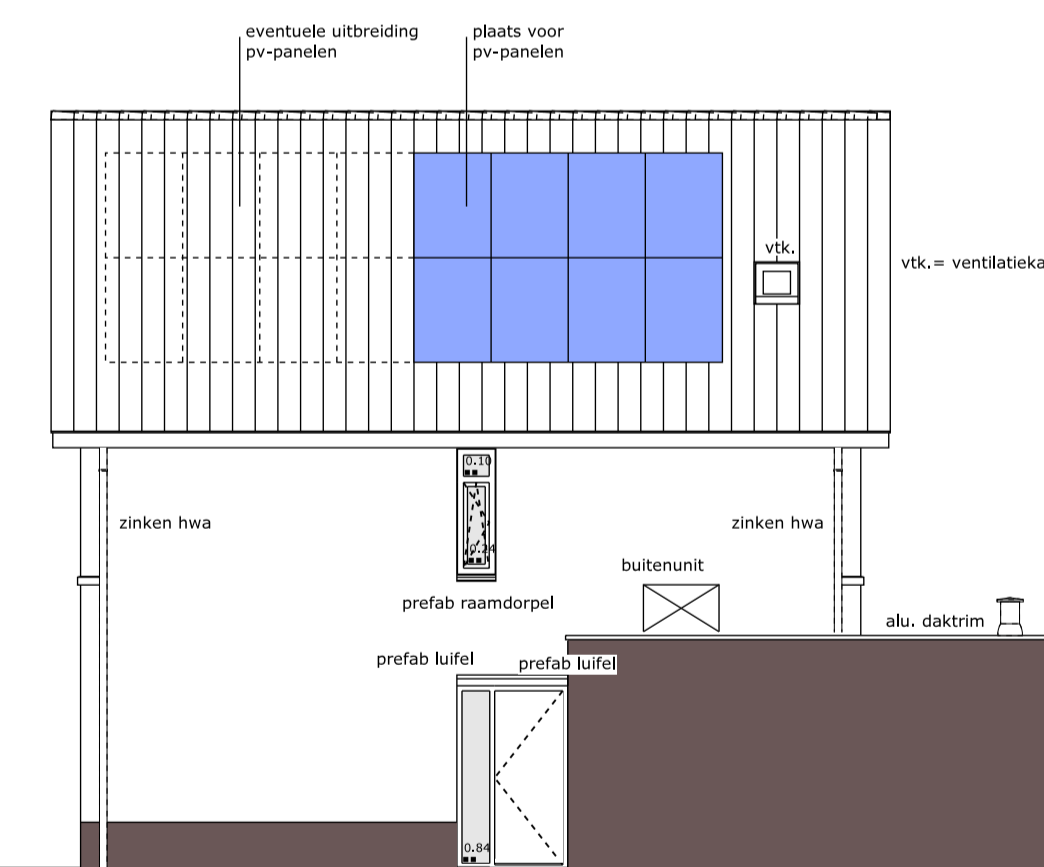 eventuele uitbreiding
pv-panelen
plaats voor
pv-panelen
vtk.
vtk.= ventilatieka
0.10
zinken hwa
zinken hwa
0.24
buitenunit
prefab raamdorpel
alu. daktrim
prefab luifel
prefab luifel
0.84